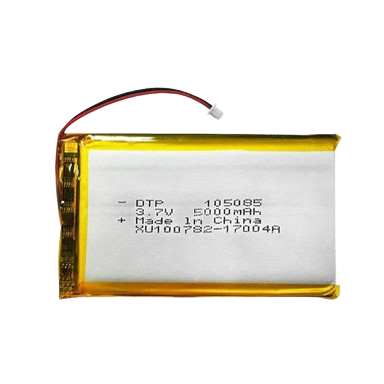 - DTP 105085
3.7V 5000mAh
+ Made In China
XU100782-17004A